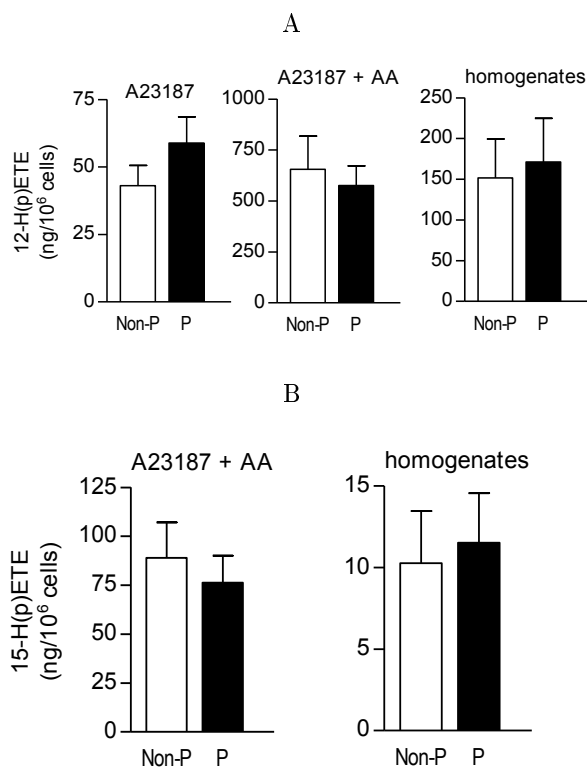 A
A23187
A23187 + AA
homogenates
12-H(p)ETE
(ng/10⁶ cells)
75
50
25
0
Non-P P
1000
750
500
250
0
Non-P P
250
200
150
100
50
0
Non-P P
B
A23187 + AA
homogenates
15-H(p)ETE
(ng/10⁶ cells)
125
100
75
50
25
0
Non-P P
15
10
5
0
Non-P P